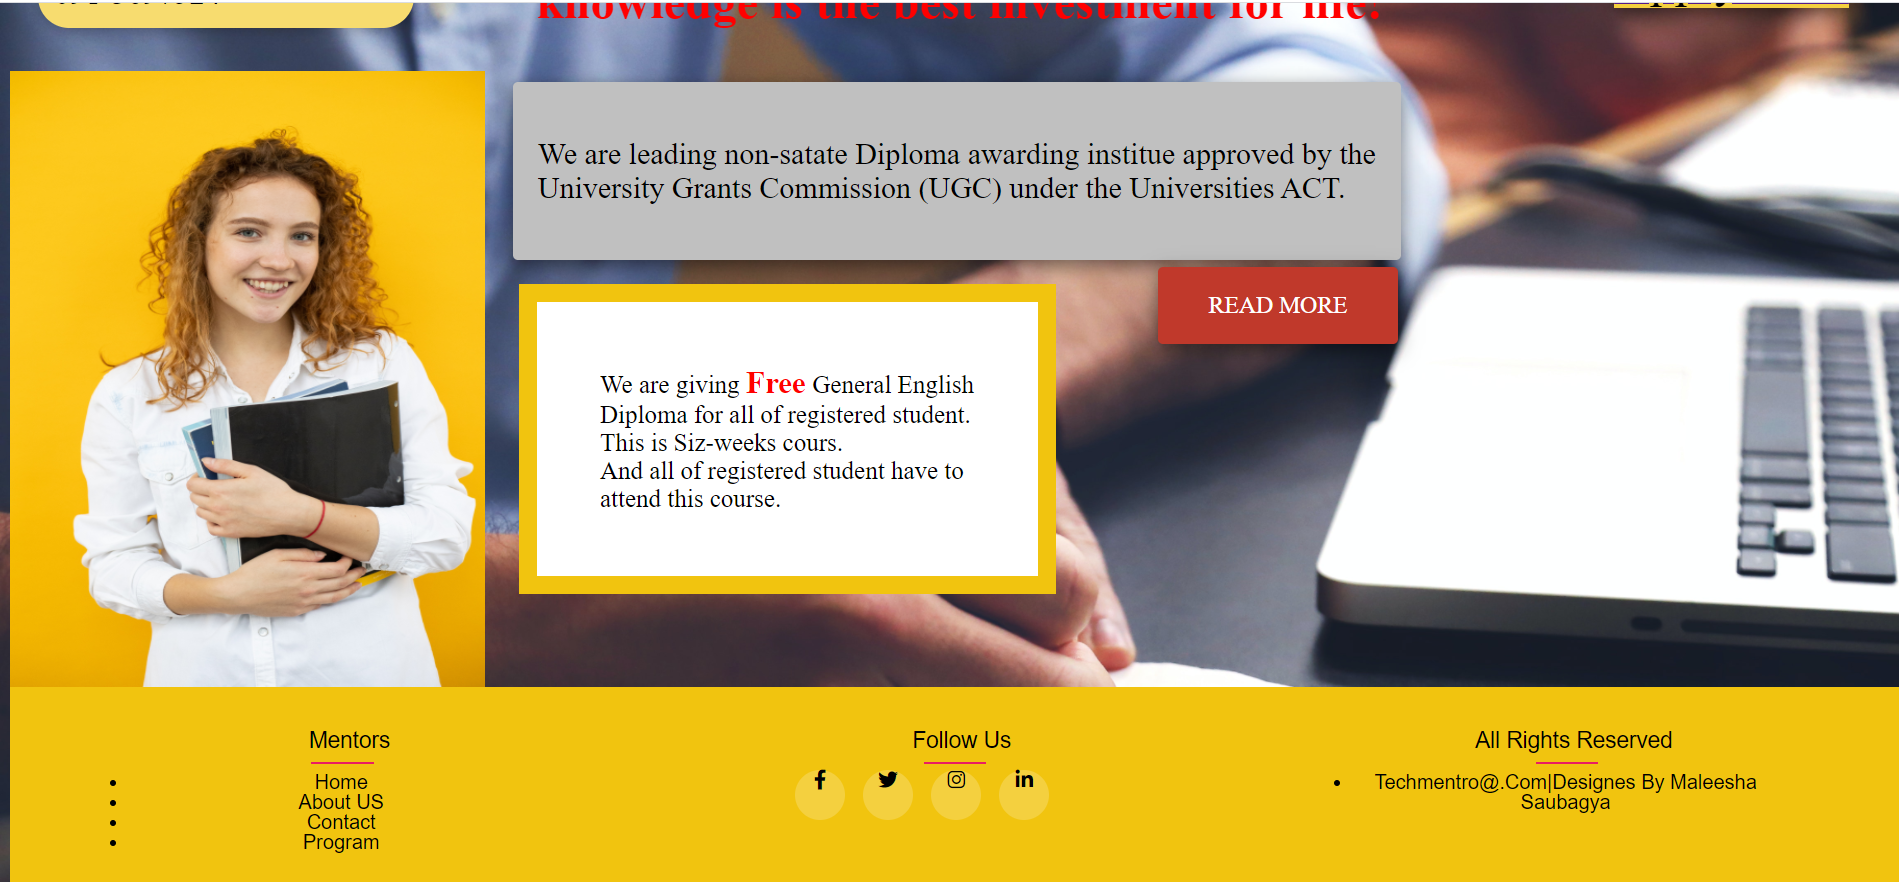 knowledge is the best investment for life.
We are leading non-satate Diploma awarding institue approved by the
University Grants Commission (UGC) under the Universities ACT.
READ MORE
We are giving Free General English
Diploma for all of registered student.
This is Siz-weeks cours.
And all of registered student have to
attend this course.
Mentors
Home
About US
Contact
Program
Follow Us
All Rights Reserved
Techmentro@.Com|Designes By Maleesha
Saubagya